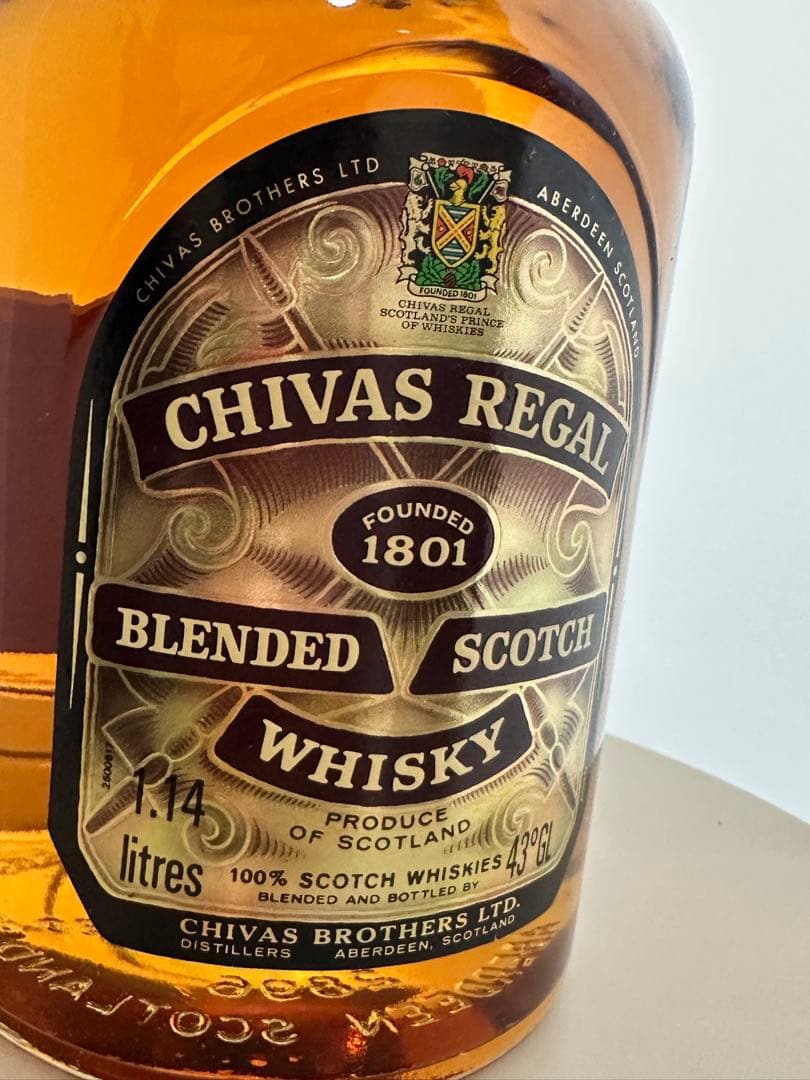 CHIVAS BROTHERS LTD
ABERDEEN SCOTLAND
FOUNDED 1801
CHIVAS REGAL
SCOTLAND'S PRINCE
OF WHISKIES
CHIVAS REGAL
FOUNDED
1801
BLENDED SCOTCH
WHISKY
1.14
litres
PRODUCE
OF SCOTLAND
43°GL
100% SCOTCH WHISKIES
BLENDED AND BOTTLED BY
CHIVAS BROTHERS LTD.
DISTILLERS ABERDEEN, SCOTLAND
ABERDEEN SCOTLAND